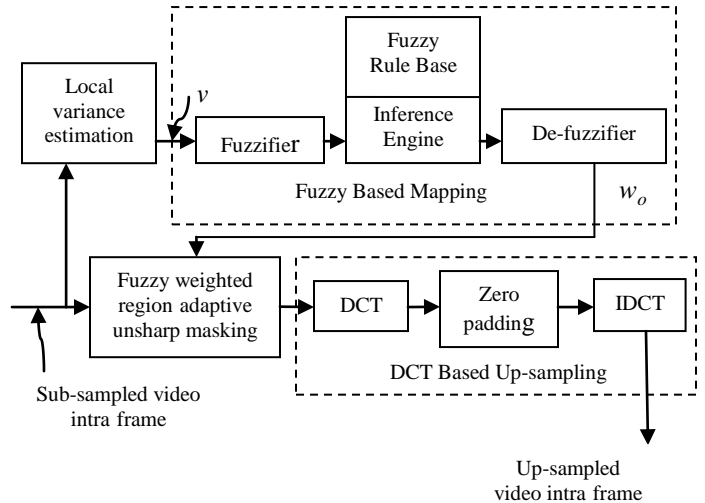 Fuzzy
Rule Base
Local
variance
estimation
v
Fuzzifier
Inference
Engine
De-fuzzifier
Fuzzy Based Mapping
w_o
Fuzzy weighted
region adaptive
unsharp masking
DCT
Zero
padding
IDCT
DCT Based Up-sampling
Sub-sampled video
intra frame
Up-sampled
video intra frame